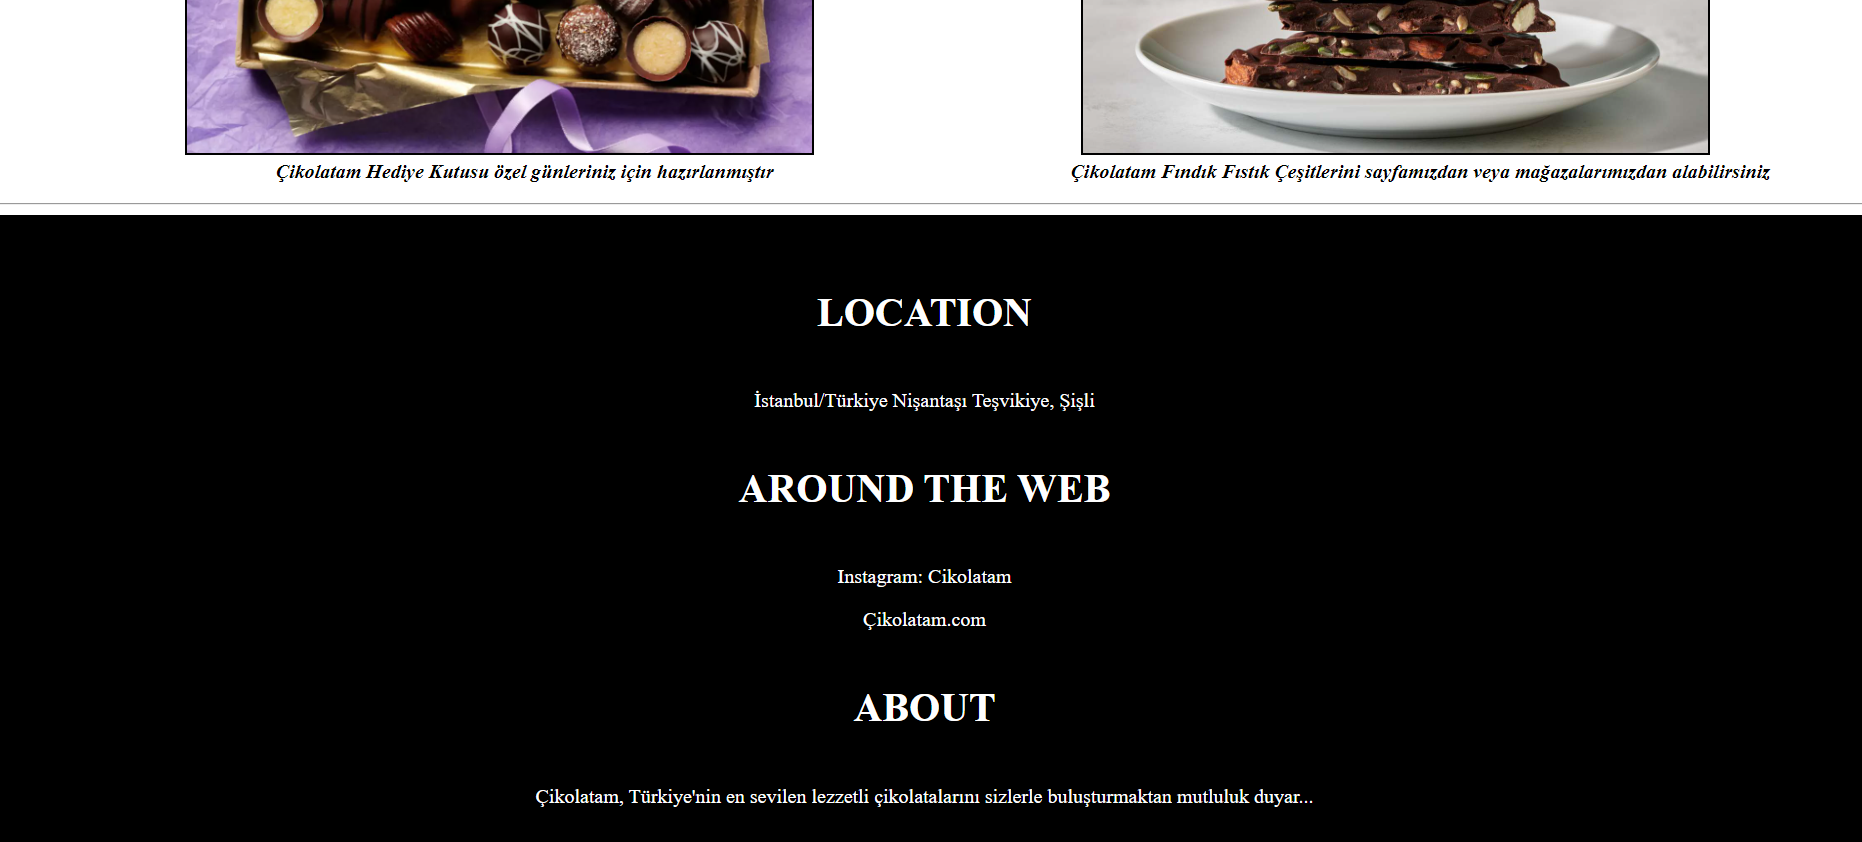 Çikolatam Hediye Kutusu özel günleriniz için hazırlanmıştır
Çikolatam Fındık Fıstık Çeşitlerini sayfamızdan veya mağazalarımızdan alabilirsiniz
LOCATION
İstanbul/Türkiye Nişantaşı Teşvikiye, Şişli
AROUND THE WEB
Instagram: Cikolatam
Çikolatam.com
ABOUT
Çikolatam, Türkiye'nin en sevilen lezzetli çikolatalarını sizlerle buluşturmaktan mutluluk duyar...